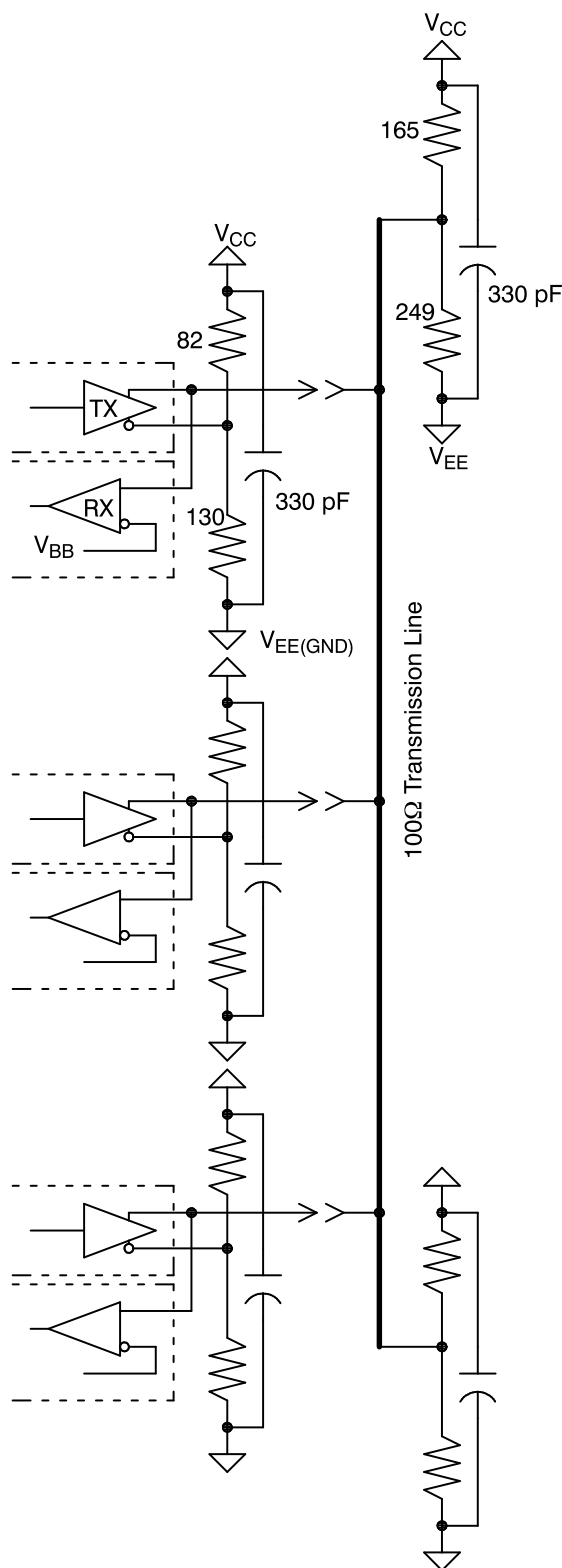 VCC
165
249
330 pF
VEE
VCC
82
TX
RX
VBB
130
330 pF
VEE(GND)
100Ω Transmission Line